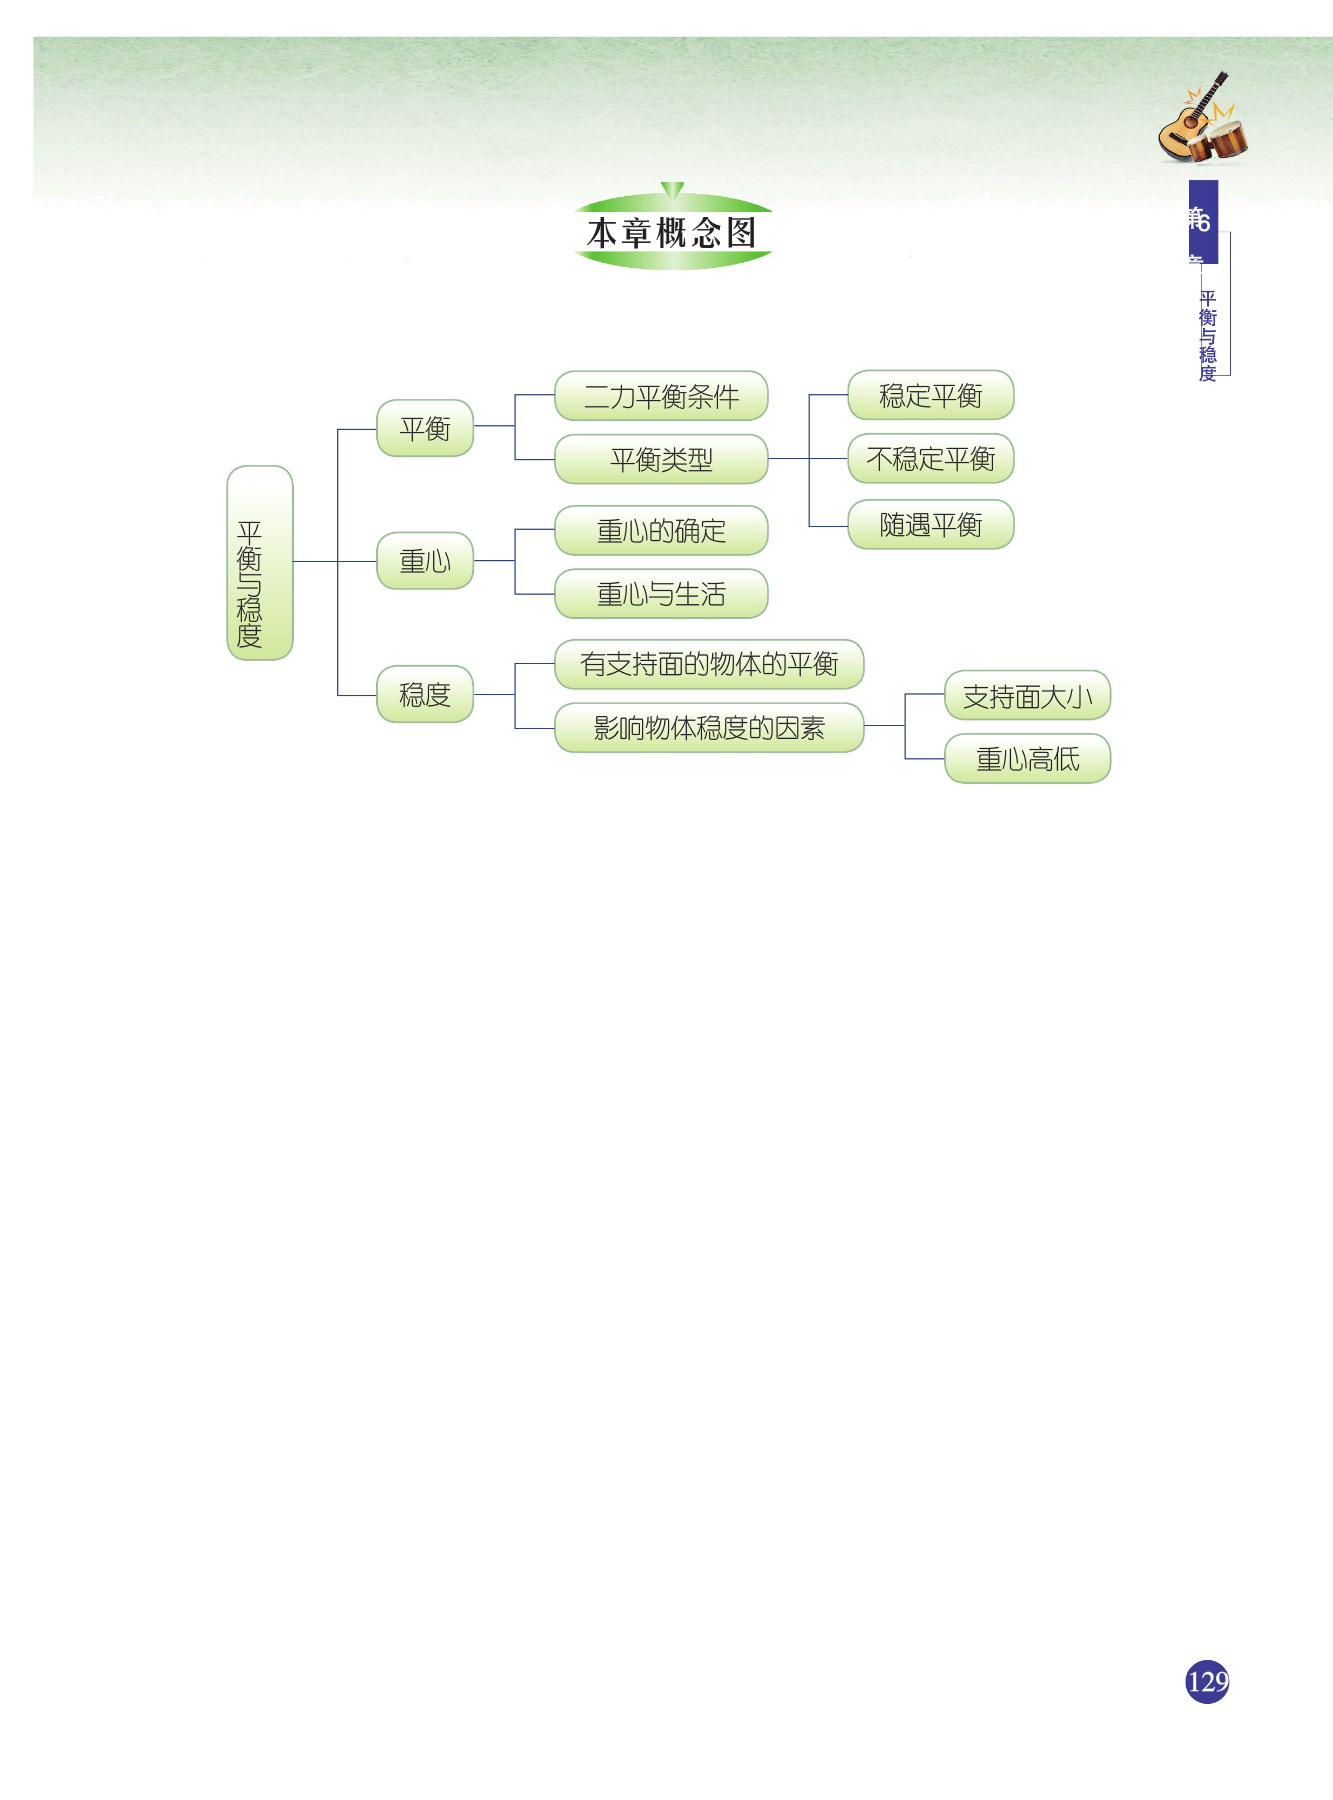 本章概念图
第6章
平衡与稳度
平衡与稳度
平衡
二力平衡条件
平衡类型
稳定平衡
不稳定平衡
随遇平衡
重心
重心的确定
重心与生活
稳度
有支持面的物体的平衡
影响物体稳度的因素
支持面大小
重心高低
129